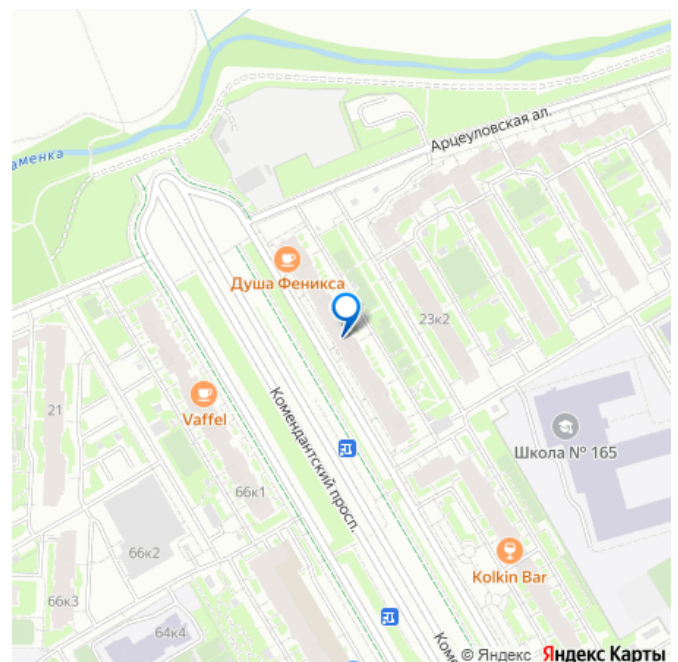 аменка
Арцеуловская ал.
Душа Феникса
23к2
21
Vaffel
Комендантский просп.
Школа № 165
66к1
66к2
Kolkin Bar
66к3
64к4
Ком
© Яндекс Яндекс Карты